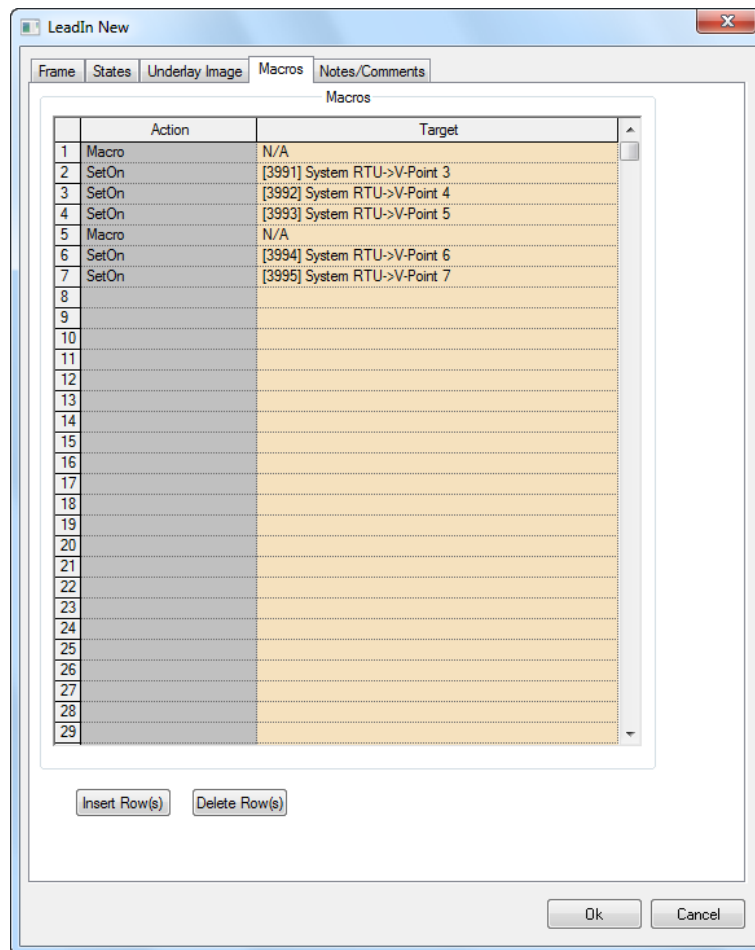 LeadIn New
Frame States Underlay Image Macros Notes/Comments
Macros
Action Target
1 Macro N/A
2 SetOn [3991] System RTU->V-Point 3
3 SetOn [3992] System RTU->V-Point 4
4 SetOn [3993] System RTU->V-Point 5
5 Macro N/A
6 SetOn [3994] System RTU->V-Point 6
7 SetOn [3995] System RTU->V-Point 7
8
9
10
11
12
13
14
15
16
17
18
19
20
21
22
23
24
25
26
27
28
29
Insert Row(s) Delete Row(s)
Ok Cancel